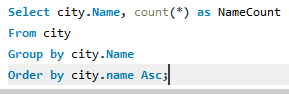 Select city.Name, count(*) as NameCount
From city
Group by city.Name
Order by city.name Asc;